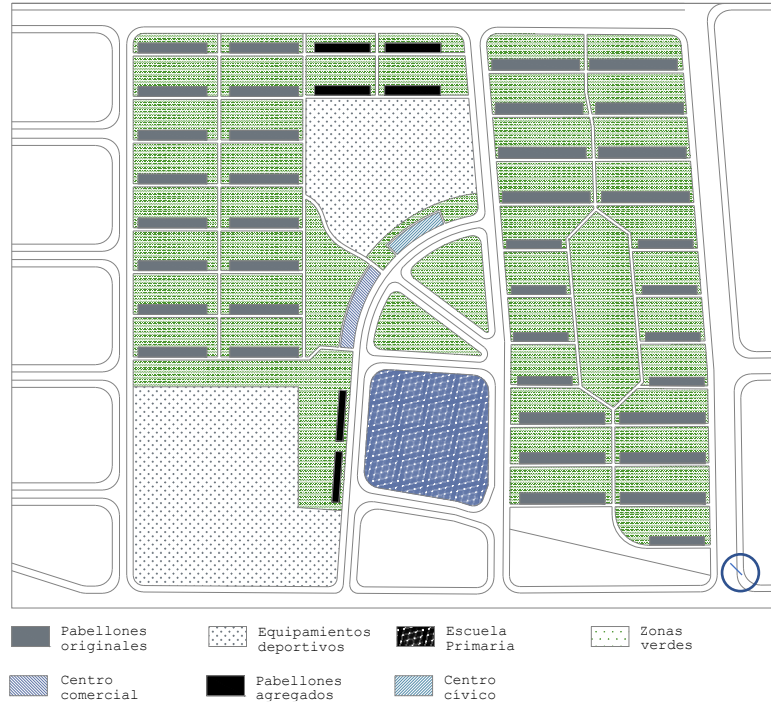 Pabellones
originales
Equipamientos
deportivos
Escuela
Primaria
Zonas
verdes
Centro
comercial
Pabellones
agregados
Centro
cívico